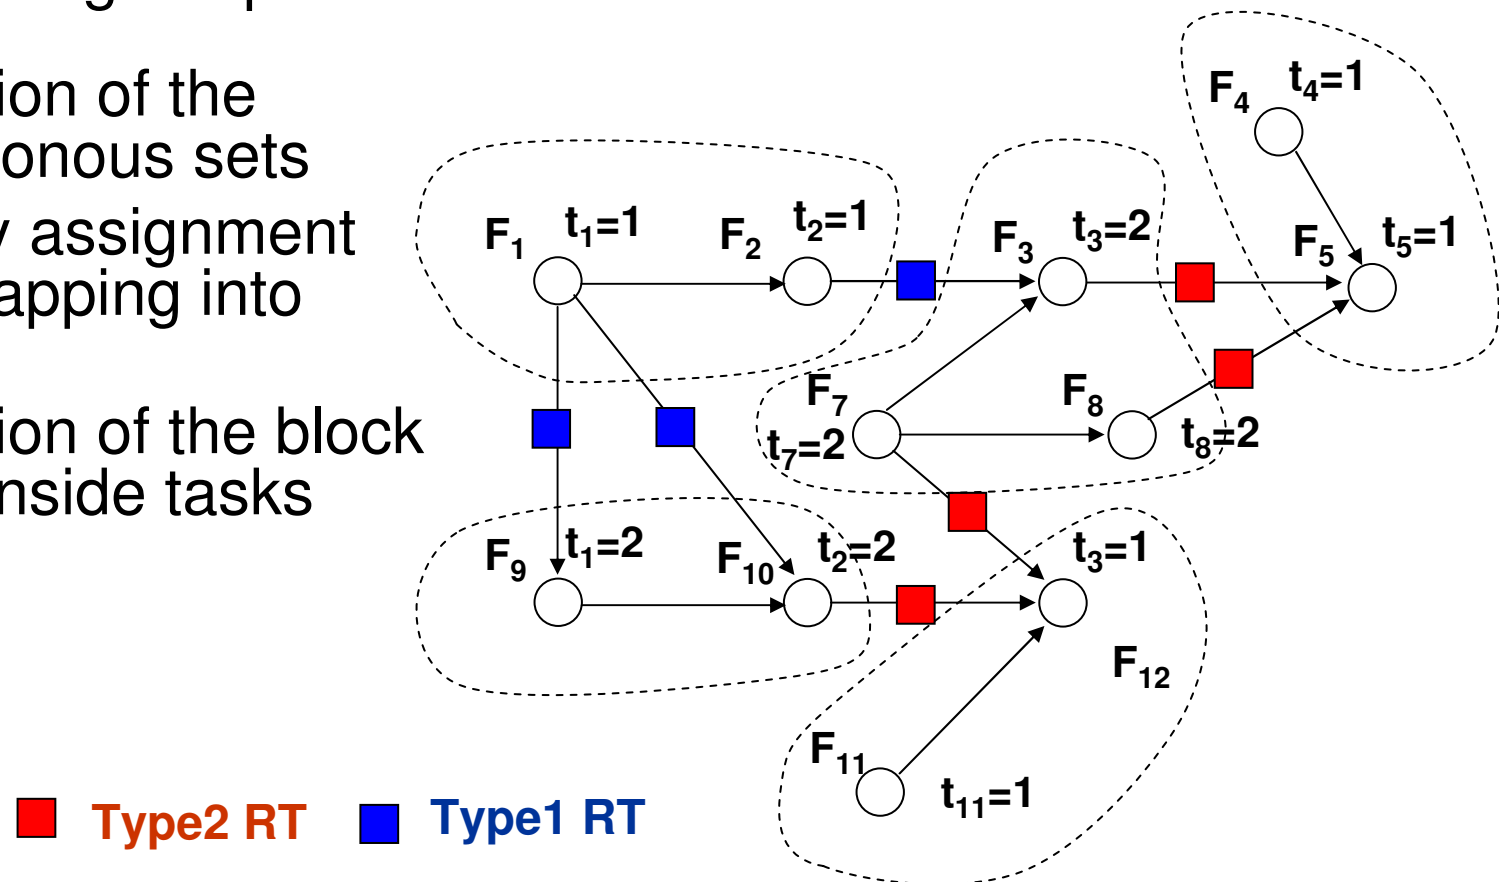 ion of the
onous sets
assignment
apping into
ion of the block
nside tasks
F4 t4=1
F1 t1=1
F2 t2=1
F3 t3=2
F5 t5=1
F7
t7=2
F8
t8=2
F9 t1=2
F10 t2=2
t3=1
F12
F11
t11=1
Type2 RT
Type1 RT